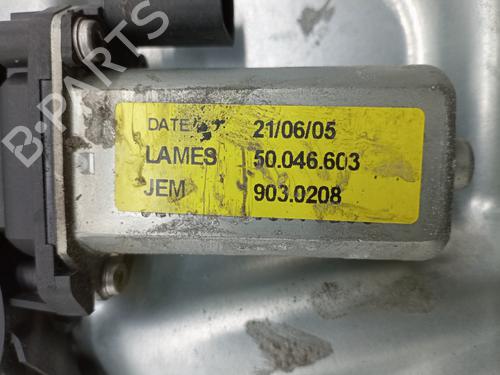 B-PARTS
DATE 21/06/05
LAMES 50.046.603
JEM 903.0208